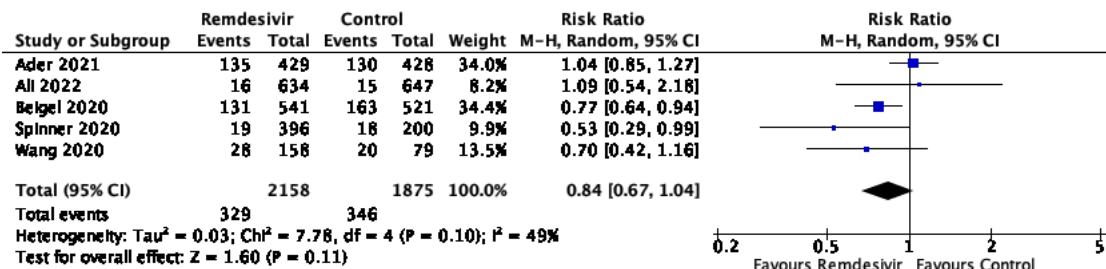 Remdesivir Control Risk Ratio Risk Ratio
Study or Subgroup Events Total Events Total Weight M-H, Random, 95% CI M-H, Random, 95% CI
Ader 2021 135 429 130 428 34.0% 1.04 [0.85, 1.27]
Ali 2022 16 634 15 647 8.2% 1.09 [0.54, 2.18]
Beigel 2020 131 541 163 521 34.4% 0.77 [0.64, 0.94]
Spinner 2020 19 396 18 200 9.9% 0.53 [0.29, 0.99]
Wang 2020 28 158 20 79 13.5% 0.70 [0.42, 1.16]
Total (95% CI) 2158 1875 100.0% 0.84 [0.67, 1.04]
Total events 329 346
Heterogeneity: Tau² = 0.03; Chi² = 7.78, df = 4 (P = 0.10); I² = 49%
Test for overall effect: Z = 1.60 (P = 0.11)
0.2 0.5 1 2 5
Favours Remdesivir Favours Control